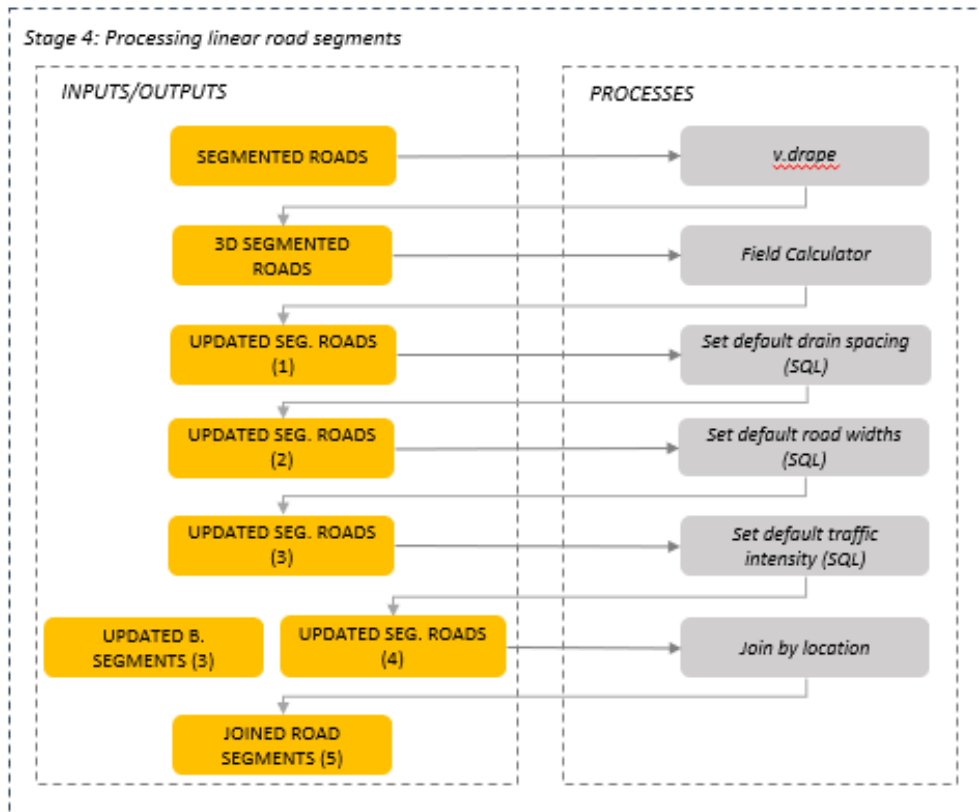 Stage 4: Processing linear road segments
INPUTS/OUTPUTS
PROCESSES
SEGMENTED ROADS
v.drape
3D SEGMENTED
ROADS
Field Calculator
UPDATED SEG. ROADS
(1)
Set default drain spacing
(SQL)
UPDATED SEG. ROADS
(2)
Set default road widths
(SQL)
UPDATED SEG. ROADS
(3)
Set default traffic
intensity (SQL)
UPDATED B.
SEGMENTS (3)
UPDATED SEG. ROADS
(4)
Join by location
JOINED ROAD
SEGMENTS (5)